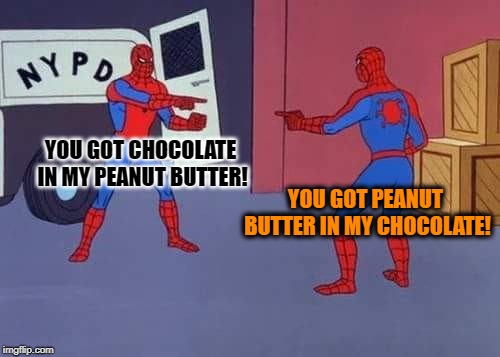 NYPD
YOU GOT CHOCOLATE
IN MY PEANUT BUTTER!
YOU GOT PEANUT
BUTTER IN MY CHOCOLATE!
imgflip.com